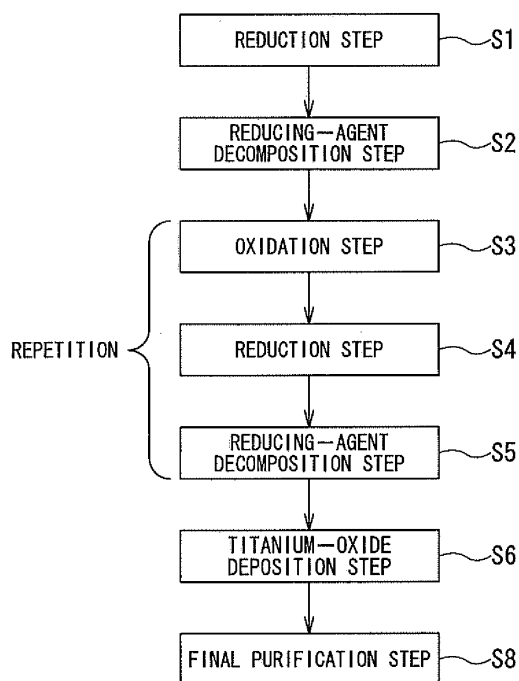 REDUCTION STEP S1
REDUCING-AGENT
DECOMPOSITION STEP S2
OXIDATION STEP S3
REPETITION
REDUCTION STEP S4
REDUCING-AGENT
DECOMPOSITION STEP S5
TITANIUM-OXIDE
DEPOSITION STEP S6
FINAL PURIFICATION STEP S8